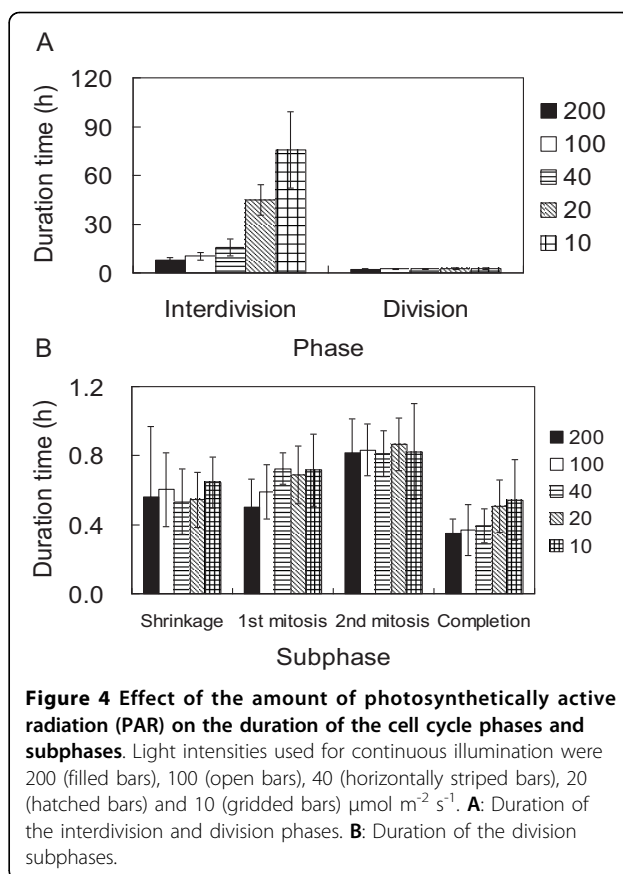 A
Duration time (h)
120
90
60
30
0
Interdivision
Division
Phase
200
100
40
20
10
B
Duration time (h)
1.2
0.8
0.4
0.0
Shrinkage
1st mitosis
2nd mitosis
Completion
Subphase
200
100
40
20
10
Figure 4 Effect of the amount of photosynthetically active
radiation (PAR) on the duration of the cell cycle phases and
subphases. Light intensities used for continuous illumination were
200 (filled bars), 100 (open bars), 40 (horizontally striped bars), 20
(hatched bars) and 10 (gridded bars) μmol m⁻² s⁻¹. A: Duration of
the interdivision and division phases. B: Duration of the division
subphases.